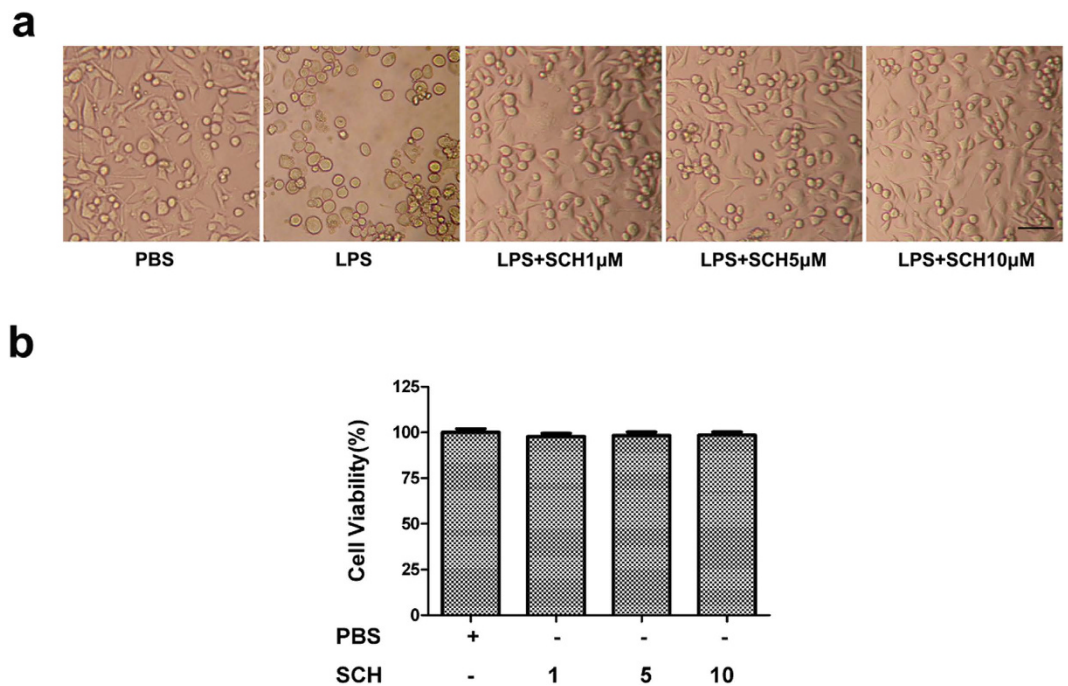 a
PBS LPS LPS+SCH1μM LPS+SCH5μM LPS+SCH10μM
b
Cell Viability(%)
125
100
75
50
25
0
PBS + - - -
SCH - 1 5 10